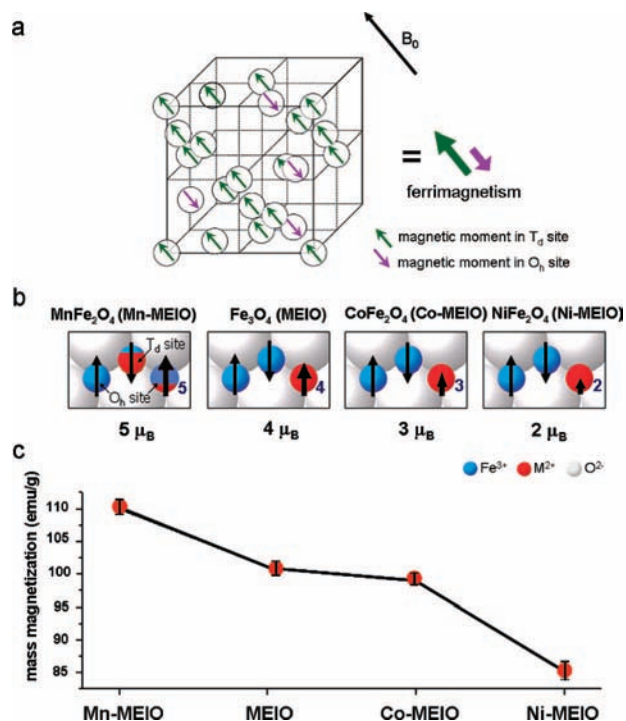 a
B₀
=
ferrimagnetism
magnetic moment in Td site
magnetic moment in Oh site
b
MnFe₂O₄ (Mn-MEIO) Fe₃O₄ (MEIO) CoFe₂O₄ (Co-MEIO) NiFe₂O₄ (Ni-MEIO)
Td site
Oh site
5 4 3 2
5 μB 4 μB 3 μB 2 μB
c
Fe³⁺ M²⁺ O²⁻
mass magnetization (emu/g)
110
105
100
95
90
85
Mn-MEIO MEIO Co-MEIO Ni-MEIO